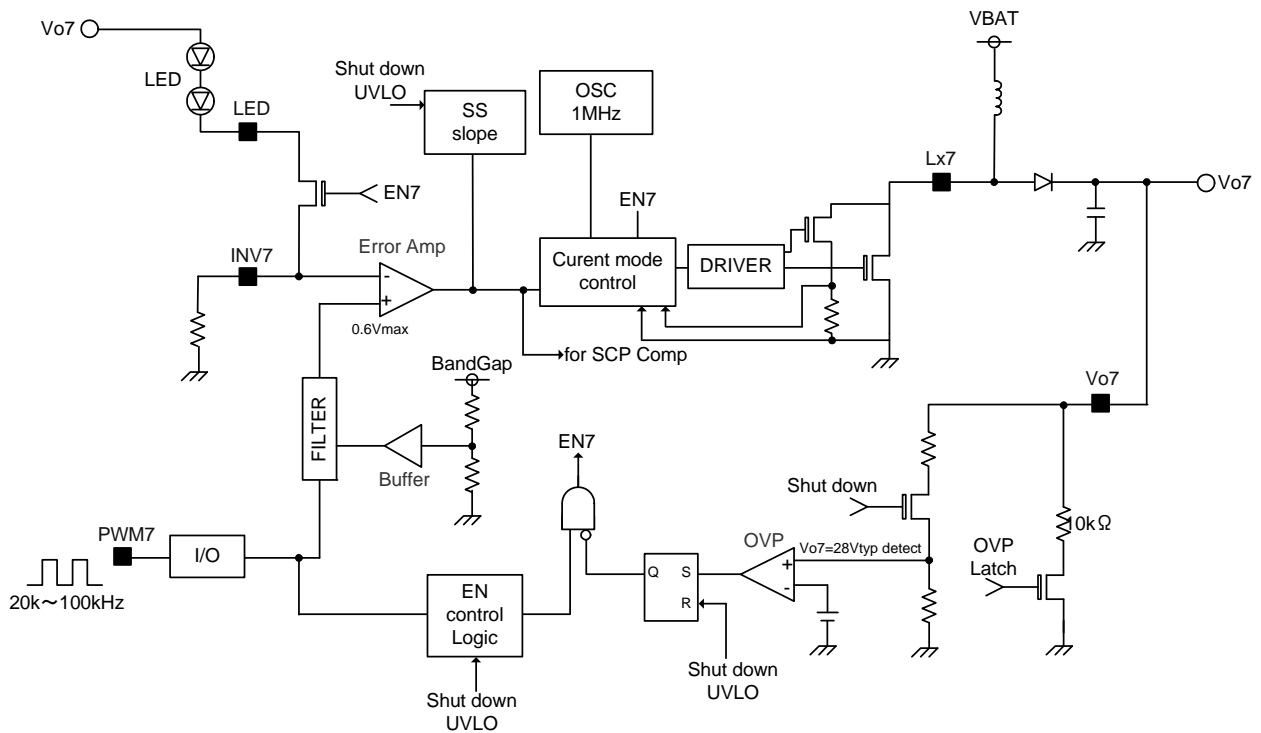 Vo7
LED
LED
EN7
INV7
Error Amp
-
+
0.6Vmax
Shut down
UVLO
SS
slope
OSC
1MHz
EN7
Curent mode
control
DRIVER
for SCP Comp
VBAT
Lx7
Vo7
Vo7
BandGap
FILTER
Buffer
PWM7
I/O
20k～100kHz
EN7
EN
control
Logic
Shut down
UVLO
Q
S
R
Shut down
UVLO
OVP
+
-
Vo7=28Vtyp detect
Shut down
10kΩ
OVP
Latch